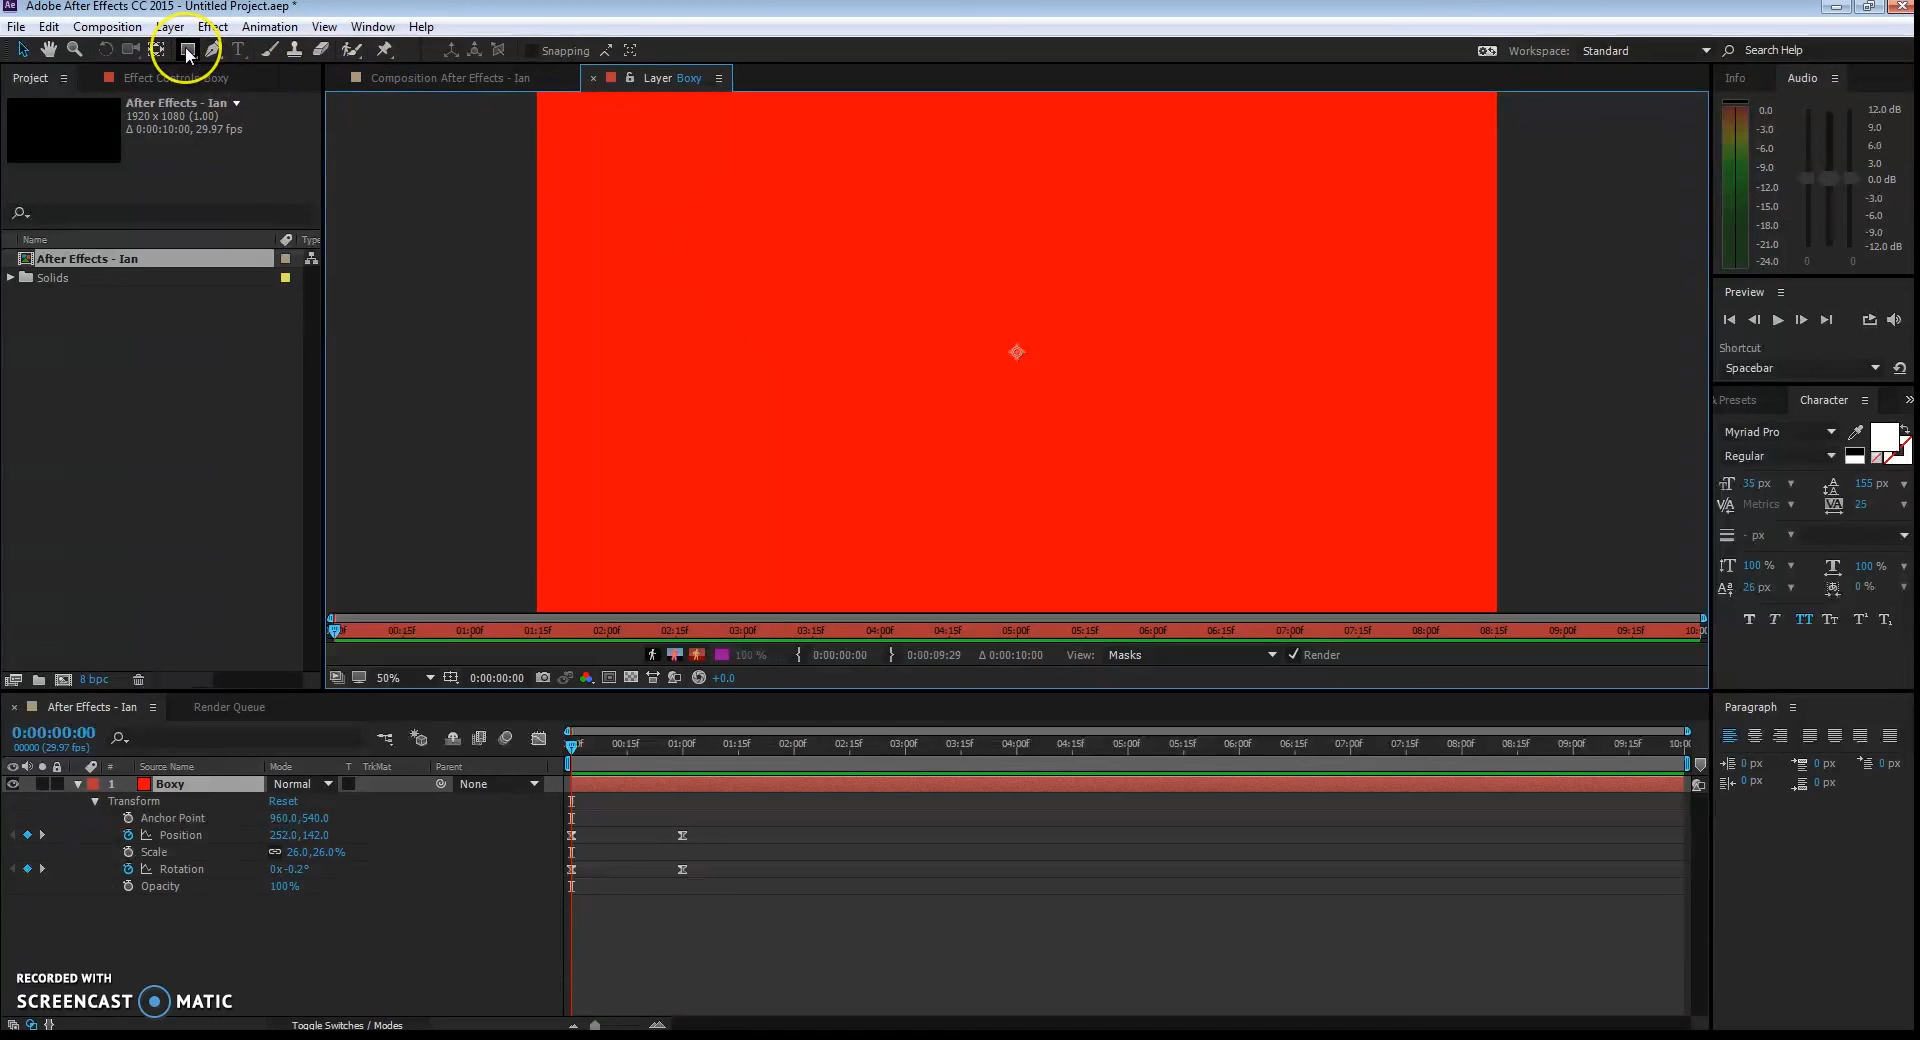 Adobe After Effects CC 2015 - Untitled Project.aep *
File Edit Composition Layer Effect Animation View Window Help
Snapping Workspace: Standard Search Help
Project Effect Controls Boxy Composition After Effects - Ian Layer Boxy Info Audio
After Effects - Ian
1920 x 1080 (1.00)
Δ 0:00:10:00, 29.97 fps
0.0 12.0 dB
-3.0 9.0
-6.0 6.0
-9.0 3.0
-12.0 0.0 dB
-15.0 -3.0
-18.0 -6.0
-21.0 -9.0
-24.0 0 0 -12.0 dB
Name Type
After Effects - Ian
Solids
Preview
Shortcut
Spacebar
& Presets Character
Myriad Pro
Regular
35 px 155 px
Metrics 25
- px
100 % 100 %
26 px 0 %
T T TT Tт T¹ T₁
00:15f 01:00f 01:15f 02:00f 02:15f 03:00f 03:15f 04:00f 04:15f 05:00f 05:15f 06:00f 06:15f 07:00f 07:15f 08:00f 08:15f 09:00f 09:15f 10:00
100 % 0:00:00:00 0:00:09:29 Δ 0:00:10:00 View: Masks Render
8 bpc 50% 0:00:00:00 +0.0
After Effects - Ian Render Queue
0:00:00:00
00000 (29.97 fps)
00:15f 01:00f 01:15f 02:00f 02:15f 03:00f 03:15f 04:00f 04:15f 05:00f 05:15f 06:00f 06:15f 07:00f 07:15f 08:00f 08:15f 09:00f 09:15f 10:0
# Source Name Mode T TrkMat Parent
1 Boxy Normal None
Transform Reset
Anchor Point 960.0,540.0
Position 252.0,142.0
Scale 26.0,26.0%
Rotation 0x-0.2°
Opacity 100%
Paragraph
0 px 0 px 0 px
0 px 0 px
RECORDED WITH
SCREENCAST MATIC
Toggle Switches / Modes